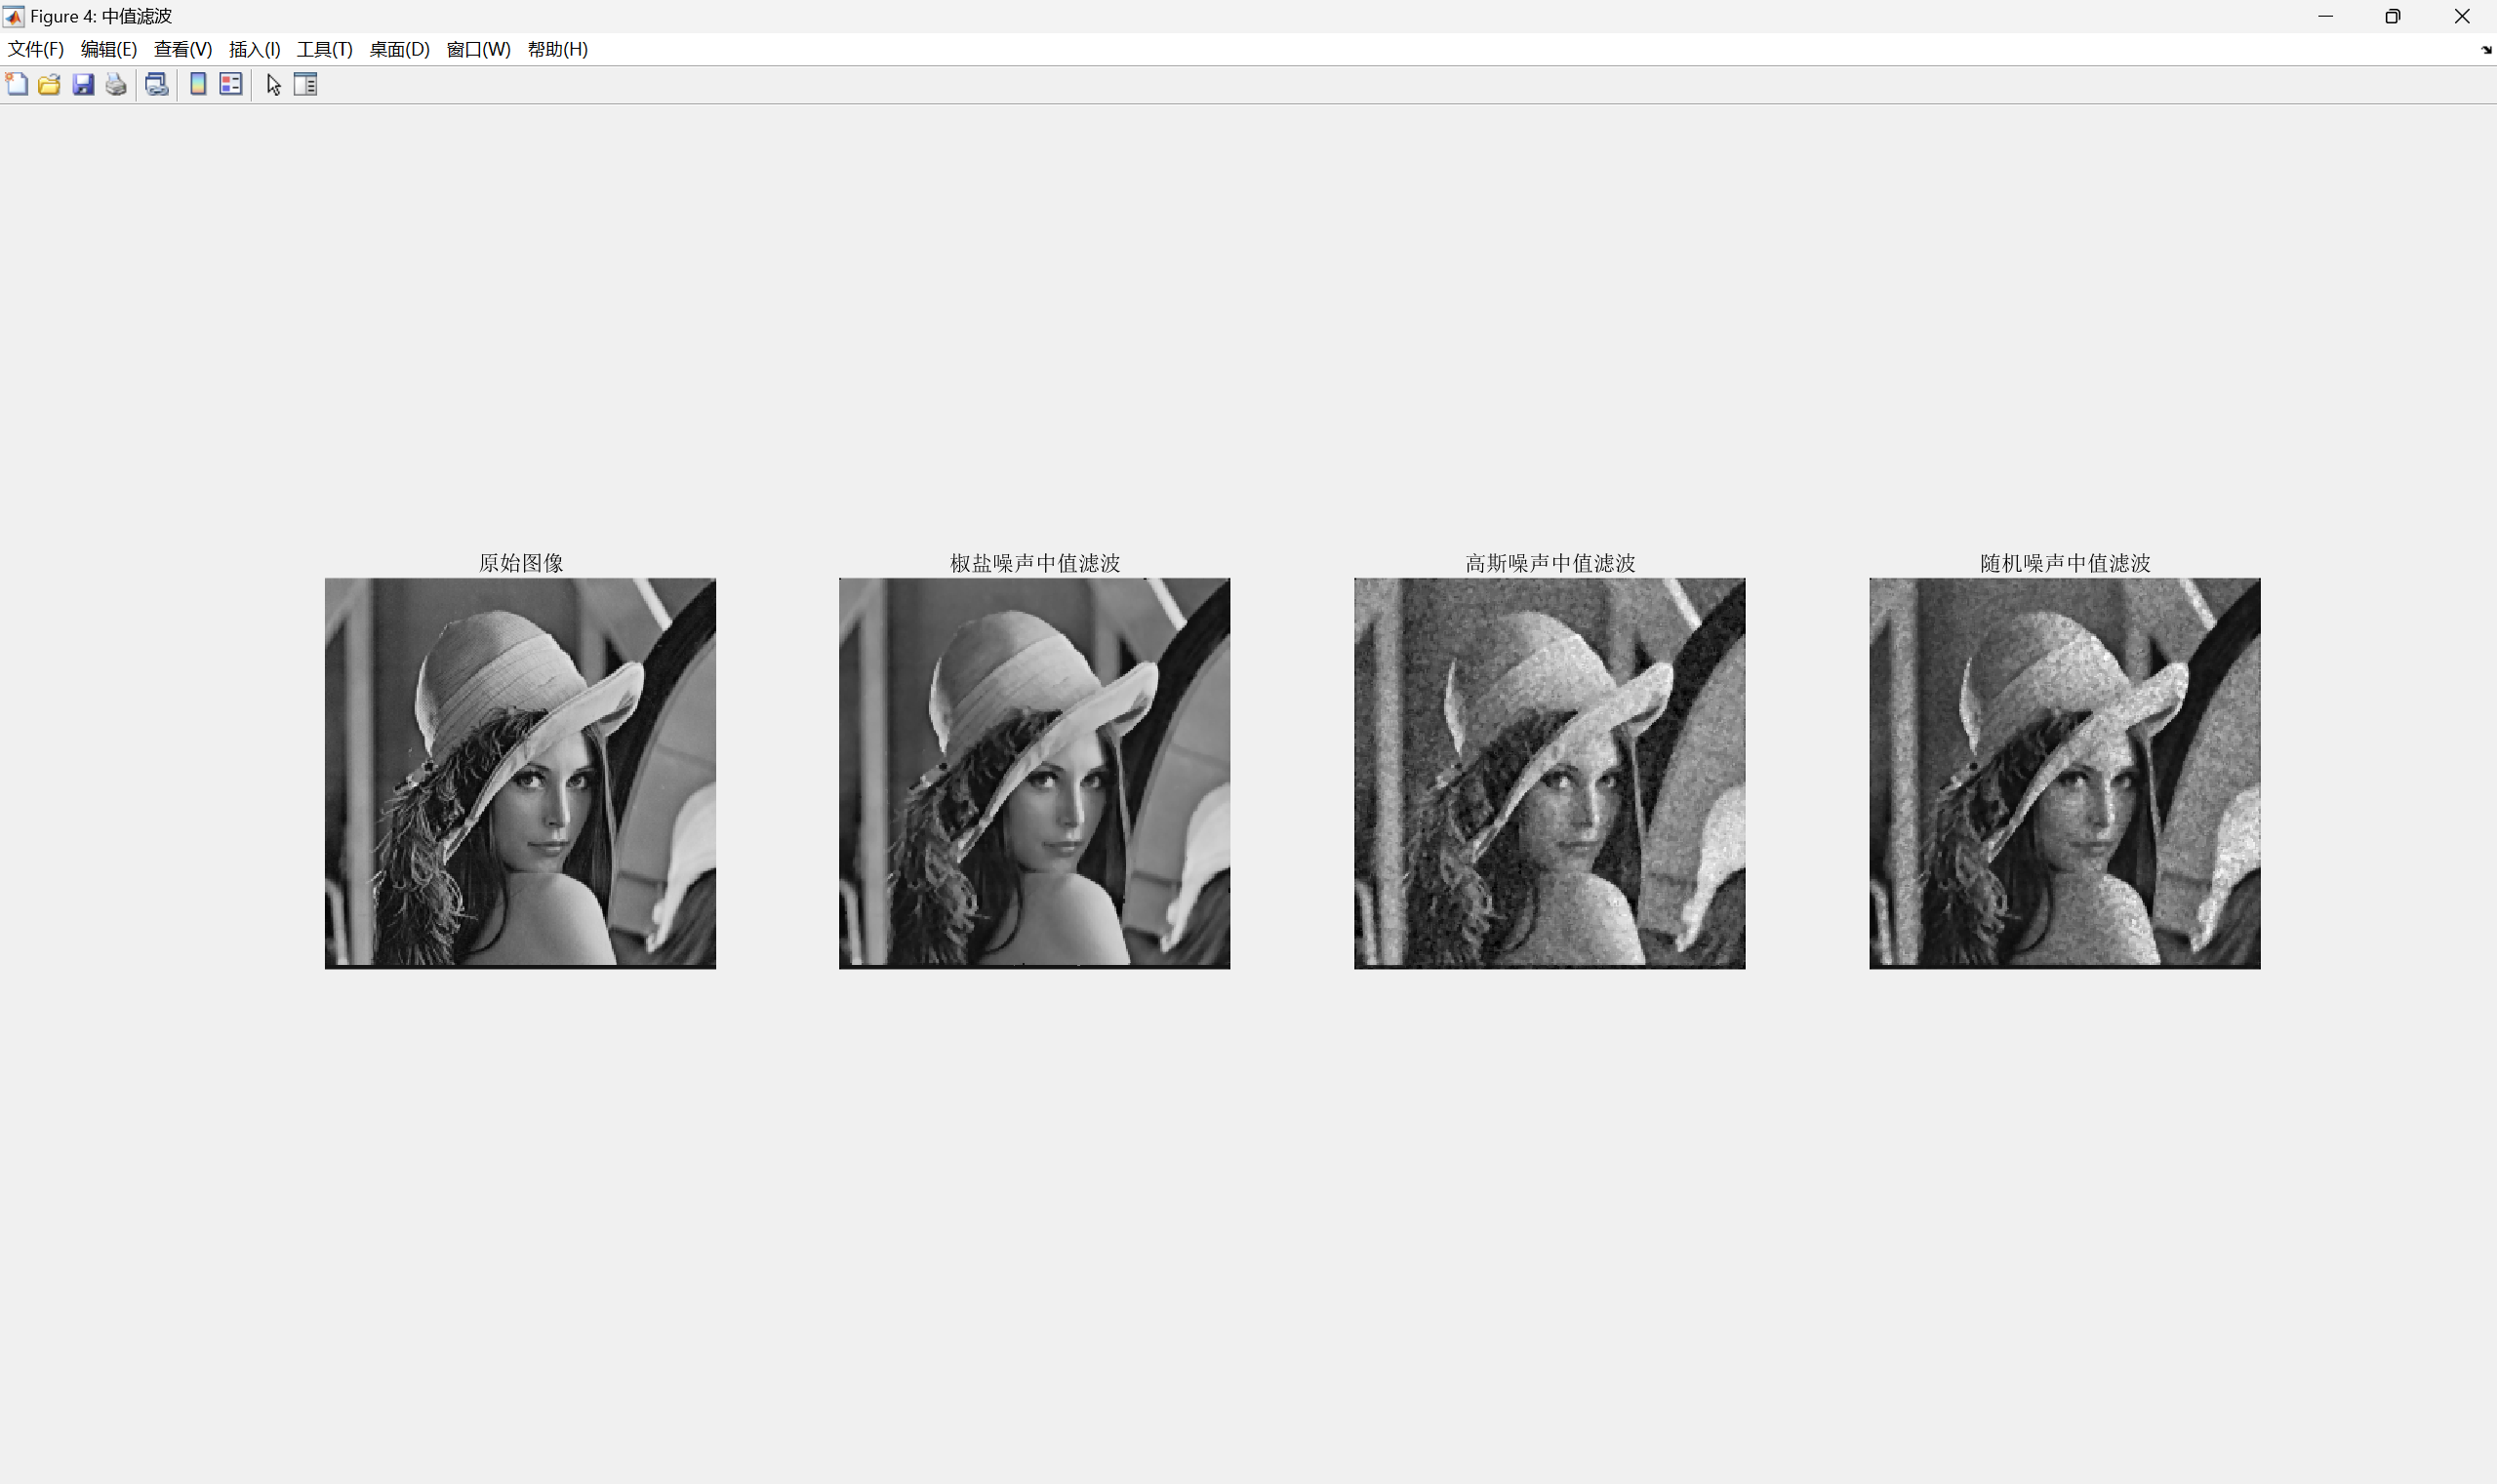 Figure 4: 中值滤波
文件(F) 编辑(E) 查看(V) 插入(I) 工具(T) 桌面(D) 窗口(W) 帮助(H)
原始图像
椒盐噪声中值滤波
高斯噪声中值滤波
随机噪声中值滤波